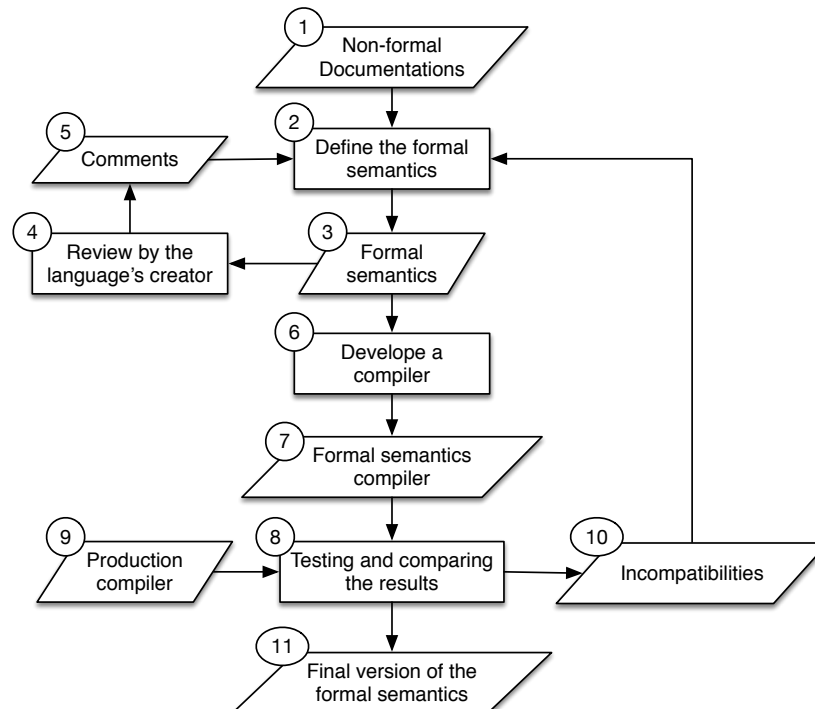 1
Non-formal
Documentations
2
Define the formal
semantics
5
Comments
4
Review by the
language's creator
3
Formal
semantics
6
Develope a
compiler
7
Formal semantics
compiler
9
Production
compiler
8
Testing and comparing
the results
10
Incompatibilities
11
Final version of the
formal semantics